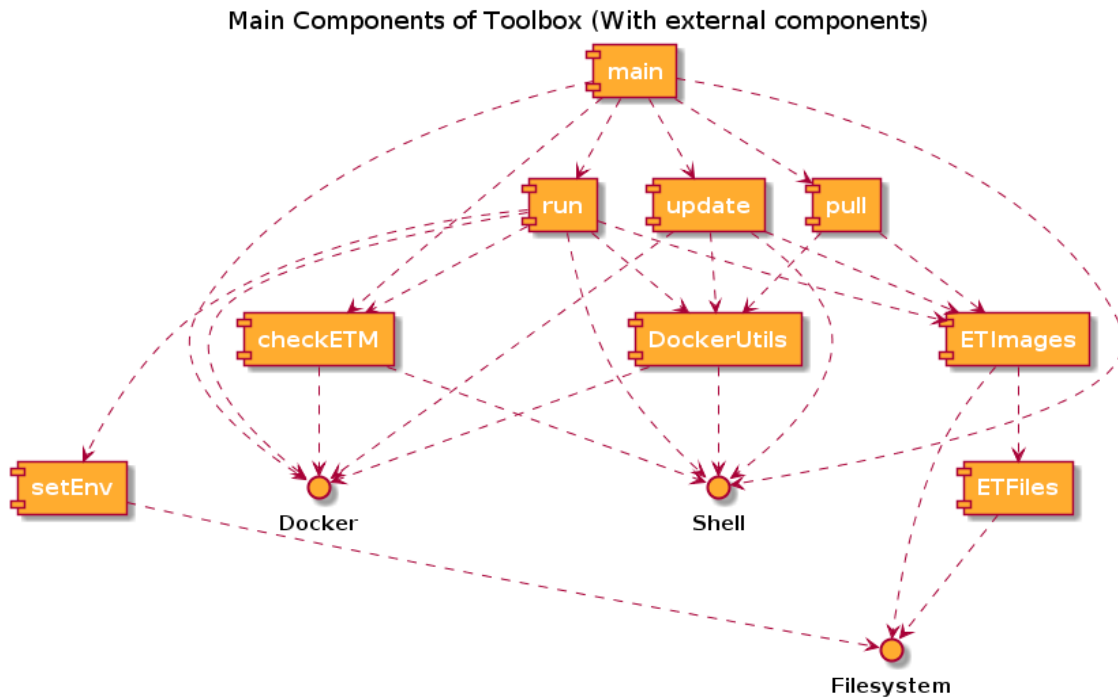 Main Components of Toolbox (With external components)
main
run
update
pull
checkETM
DockerUtils
ETImages
setEnv
Docker
Shell
ETFiles
Filesystem